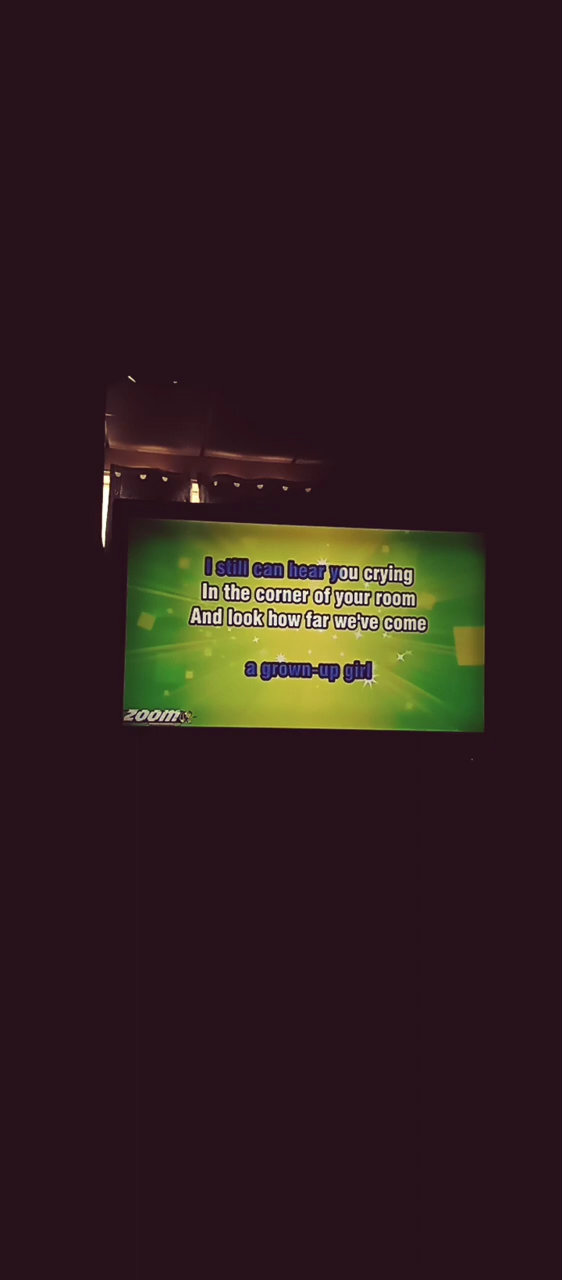 I still can hear you crying
In the corner of your room
And look how far we've come
a grown-up girl
zoom